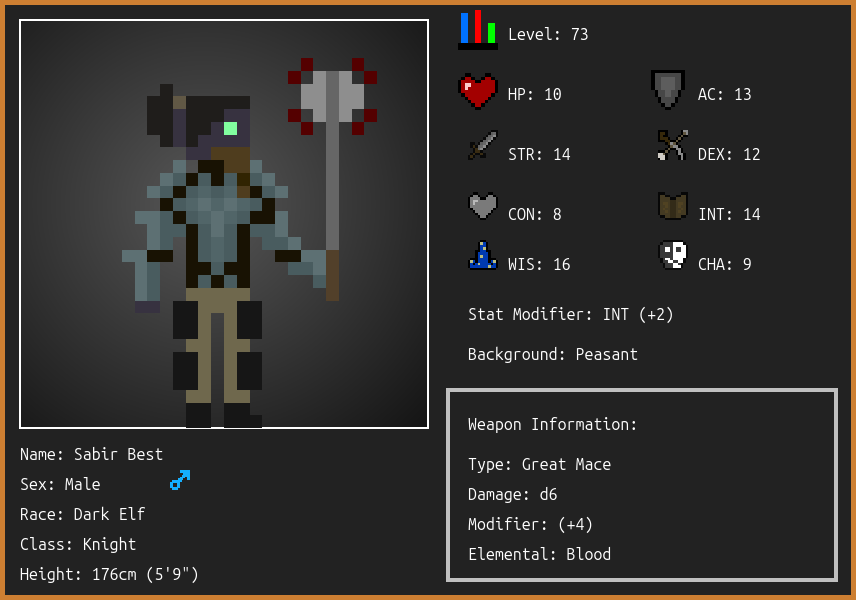 Level: 73
HP: 10
AC: 13
STR: 14
DEX: 12
CON: 8
INT: 14
WIS: 16
CHA: 9
Stat Modifier: INT (+2)
Background: Peasant
Weapon Information:
Type: Great Mace
Damage: d6
Modifier: (+4)
Elemental: Blood
Name: Sabir Best
Sex: Male
Race: Dark Elf
Class: Knight
Height: 176cm (5'9")